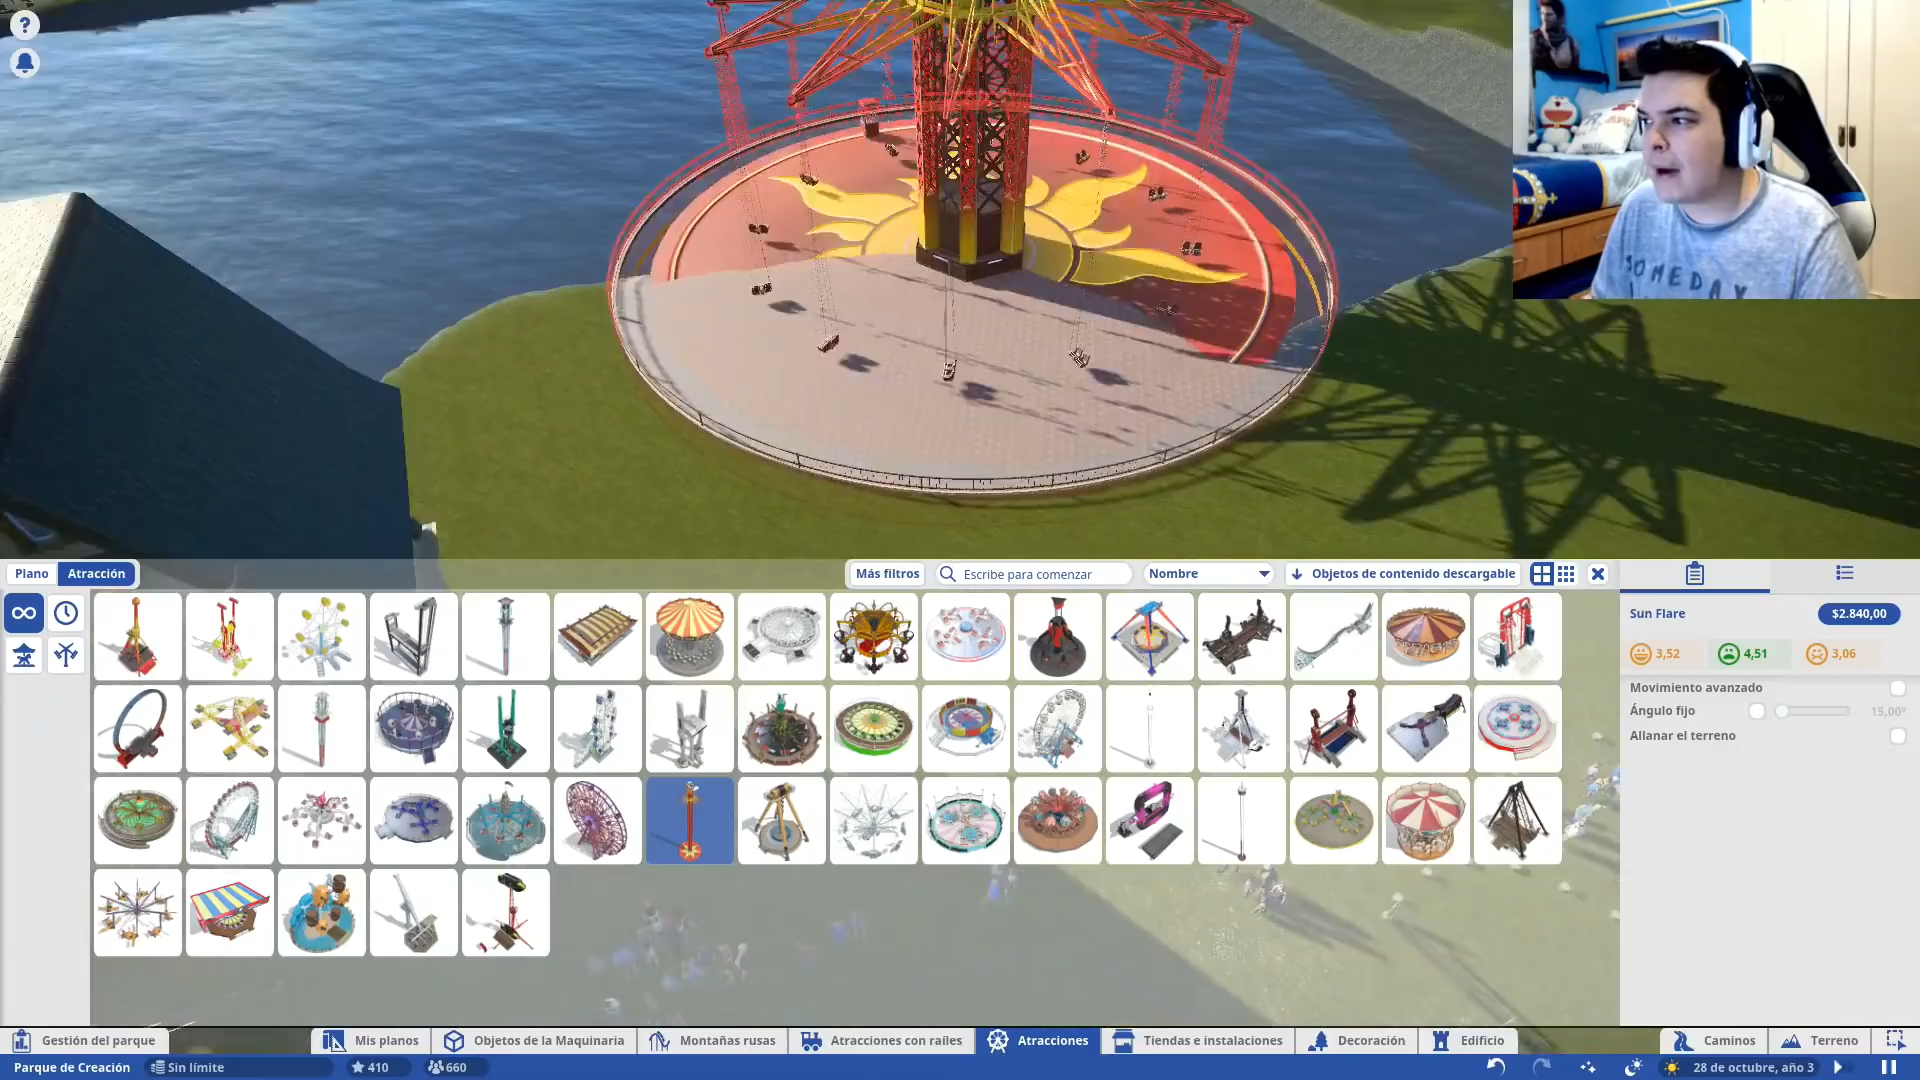 ?
SOMEDAY
Plano
Atracción
Más filtros
Escribe para comenzar
Nombre
Objetos de contenido descargable
Sun Flare
$2.840,00
3,52
4,51
3,06
Movimiento avanzado
Ángulo fijo
15,00°
Allanar el terreno
Gestión del parque
Mis planos
Objetos de la Maquinaria
Montañas rusas
Atracciones con raíles
Atracciones
Tiendas e instalaciones
Decoración
Edificio
Caminos
Terreno
Parque de Creación
Sin límite
410
660
28 de octubre, año 3